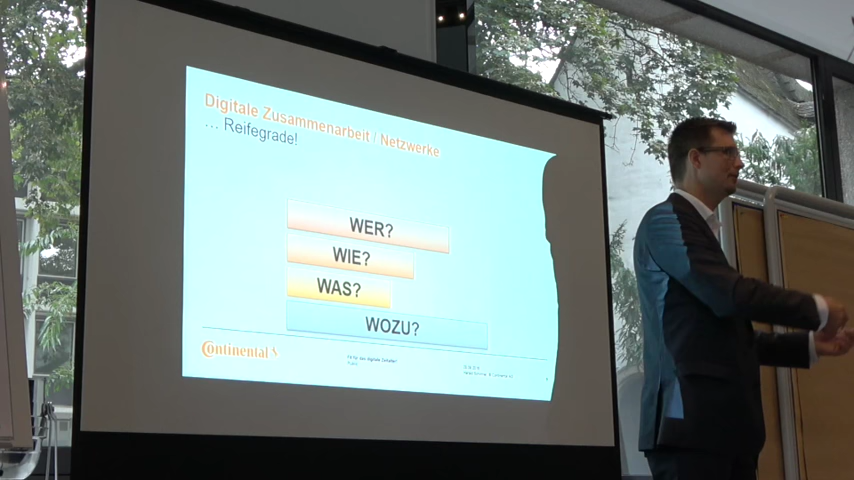 Digitale Zusammenarbeit / Netzwerke
... Reifegrade!
WER?
WIE?
WAS?
WOZU?
Continental